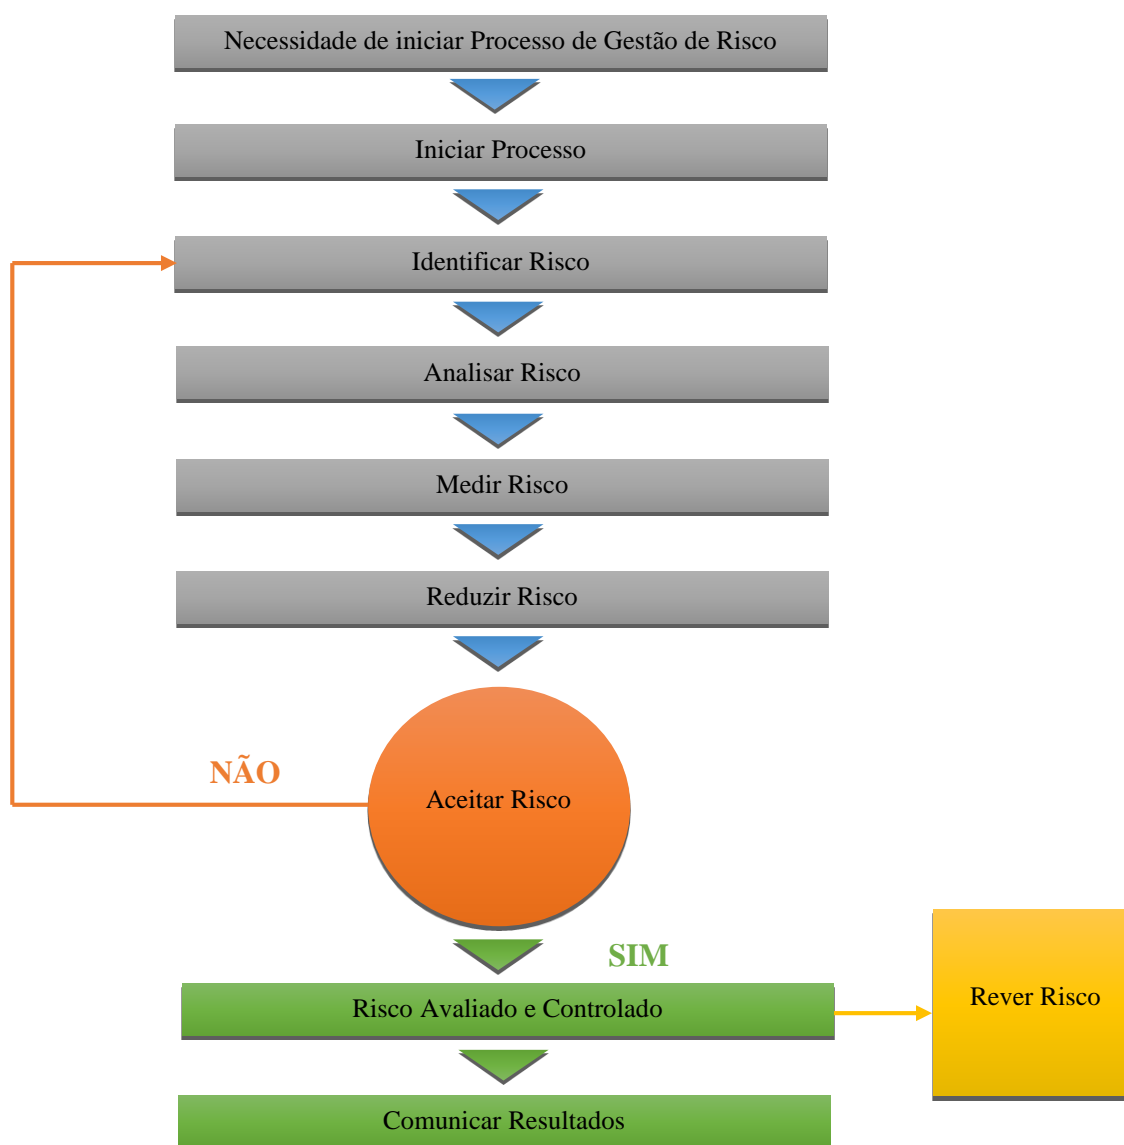 Necessidade de iniciar Processo de Gestão de Risco
Iniciar Processo
Identificar Risco
Analisar Risco
Medir Risco
Reduzir Risco
NÃO
Aceitar Risco
SIM
Risco Avaliado e Controlado
Rever Risco
Comunicar Resultados